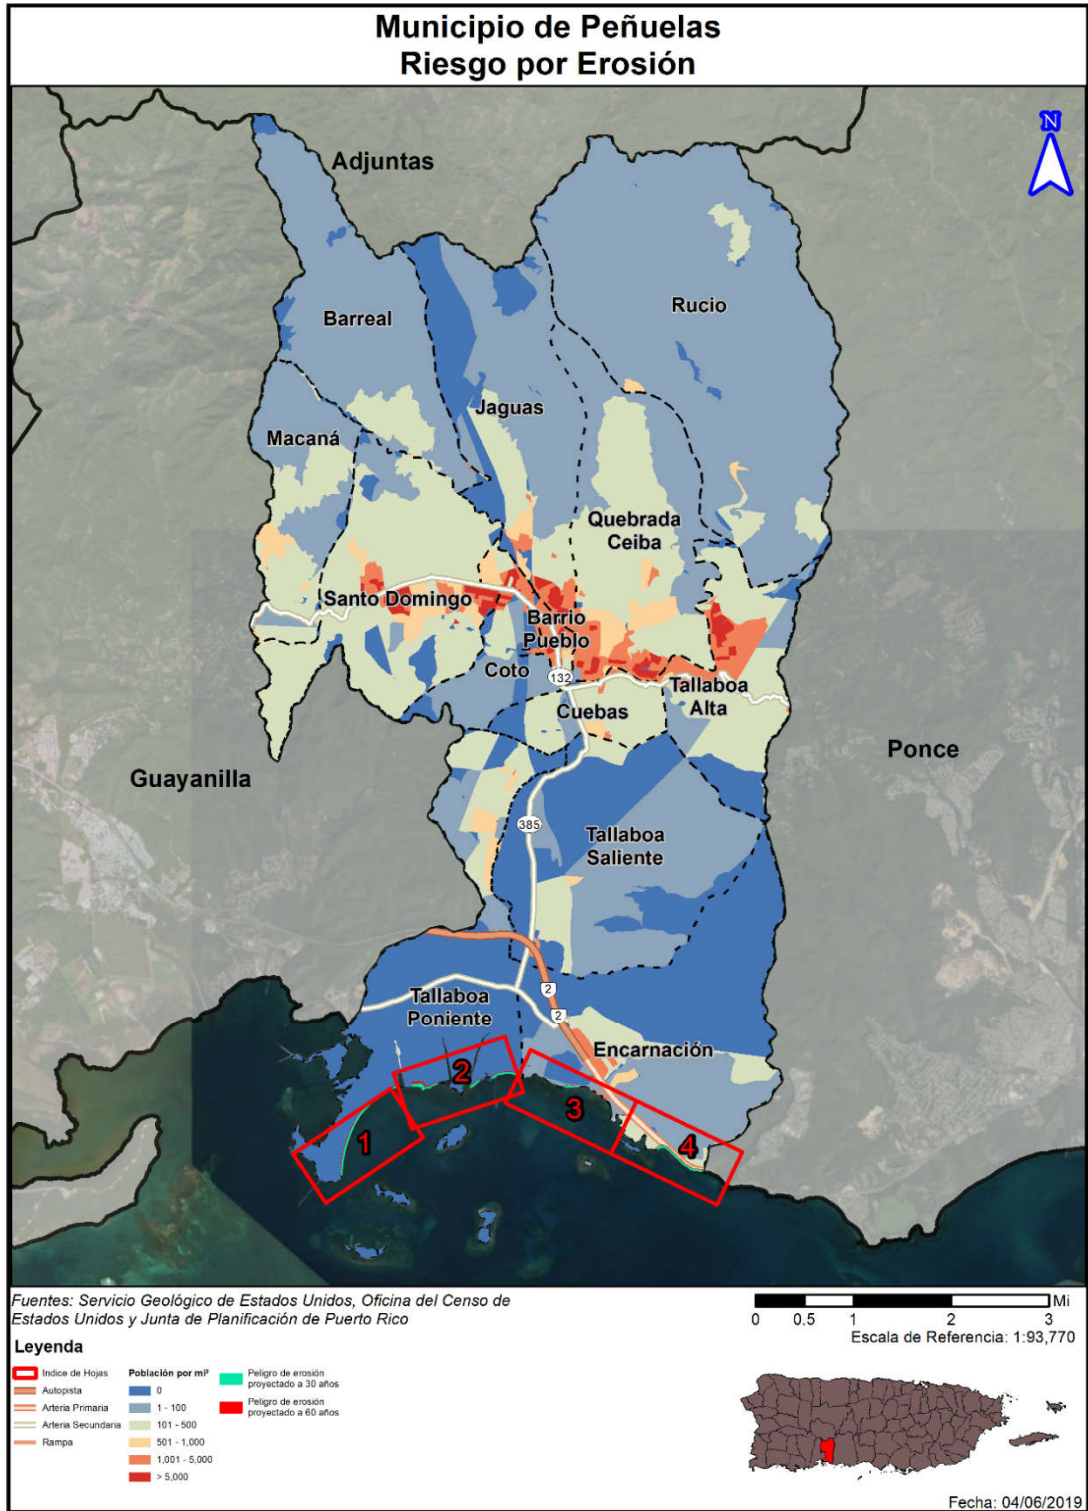 Municipio de Peñuelas
Riesgo por Erosión
N
Adjuntas
Barreal
Rucio
Jaguas
Macaná
Quebrada
Ceiba
Santo Domingo
Barrio
Pueblo
Coto
132
Tallaboa
Alta
Cuebas
Guayanilla
Ponce
385
Tallaboa
Saliente
2
Tallaboa
Poniente
2
Encarnación
2
3
1
4
Fuentes: Servicio Geológico de Estados Unidos, Oficina del Censo de
Estados Unidos y Junta de Planificación de Puerto Rico
Mi
0 0.5 1 2 3
Escala de Referencia: 1:93,770
Leyenda
Indice de Hojas
Autopista
Arteria Primaria
Arteria Secundaria
Rampa
Población por mi²
0
1 - 100
101 - 500
501 - 1,000
1,001 - 5,000
> 5,000
Peligro de erosión
proyectado a 30 años
Peligro de erosión
proyectado a 60 años
Fecha: 04/06/2019